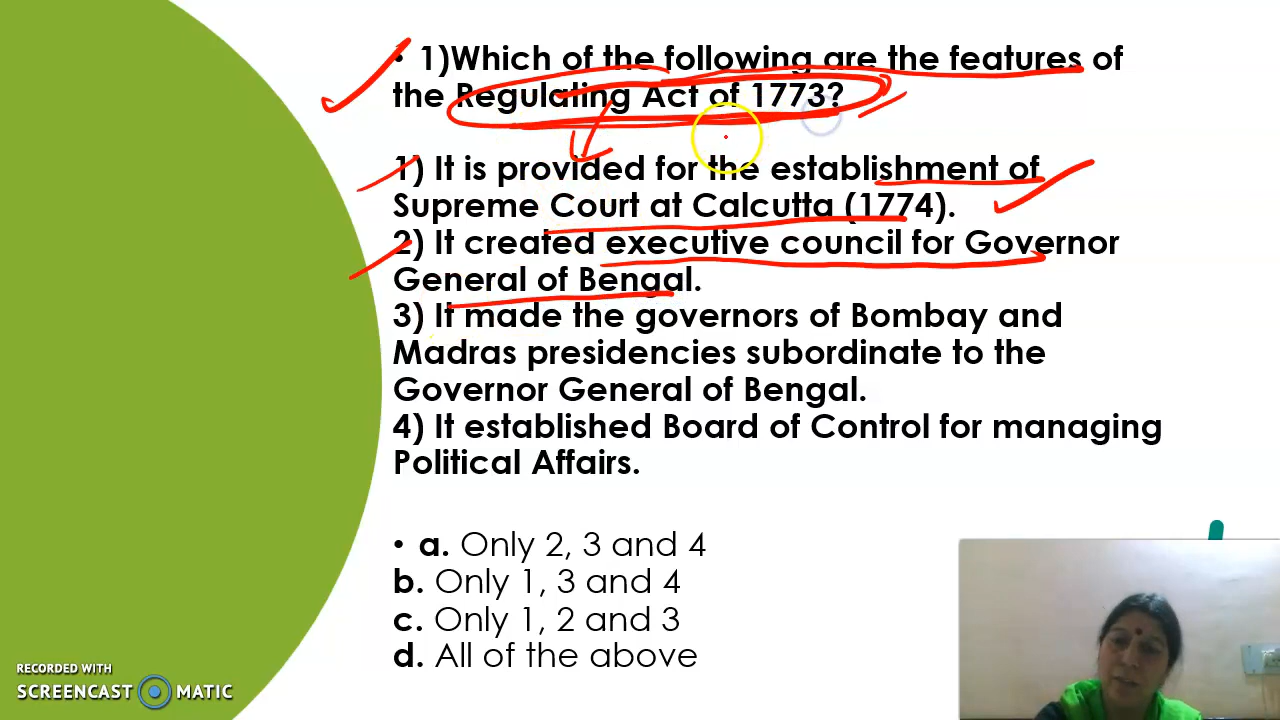 • 1)Which of the following are the features of
the Regulating Act of 1773?
1) It is provided for the establishment of
Supreme Court at Calcutta (1774).
2) It created executive council for Governor
General of Bengal.
3) It made the governors of Bombay and
Madras presidencies subordinate to the
Governor General of Bengal.
4) It established Board of Control for managing
Political Affairs.
• a. Only 2, 3 and 4
b. Only 1, 3 and 4
c. Only 1, 2 and 3
d. All of the above
RECORDED WITH
SCREENCAST MATIC